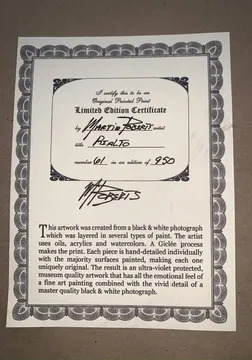 I certify this to be an
Original Painted Print
Limited Edition Certificate
by Martin Roberts artist
title Rialto
number 61 in an edition of 950
M Roberts
This artwork was created from a black & white photograph
which was layered in several types of paint. The artist
uses oils, acrylics and watercolors. A Giclée process
makes the print. Each piece is hand-detailed individually
with the majority surfaces painted, making each one
uniquely original. The result is an ultra-violet protected,
museum quality artwork that has all the emotional feel of
a fine art painting combined with the vivid detail of a
master quality black & white photograph.